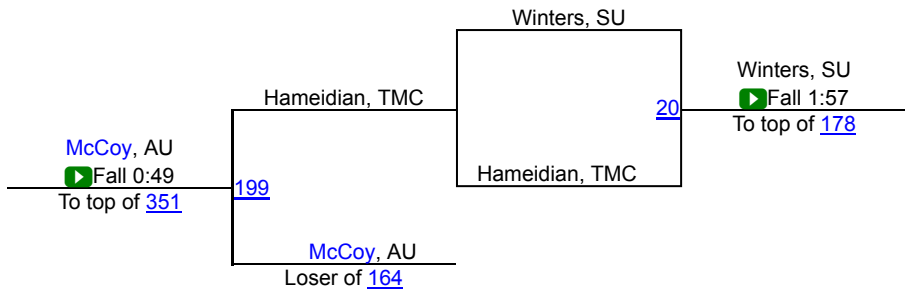 Winters, SU
Winters, SU
Fall 1:57
To top of 178
20
Hameidian, TMC
Hameidian, TMC
McCoy, AU
Fall 0:49
To top of 351
199
McCoy, AU
Loser of 164